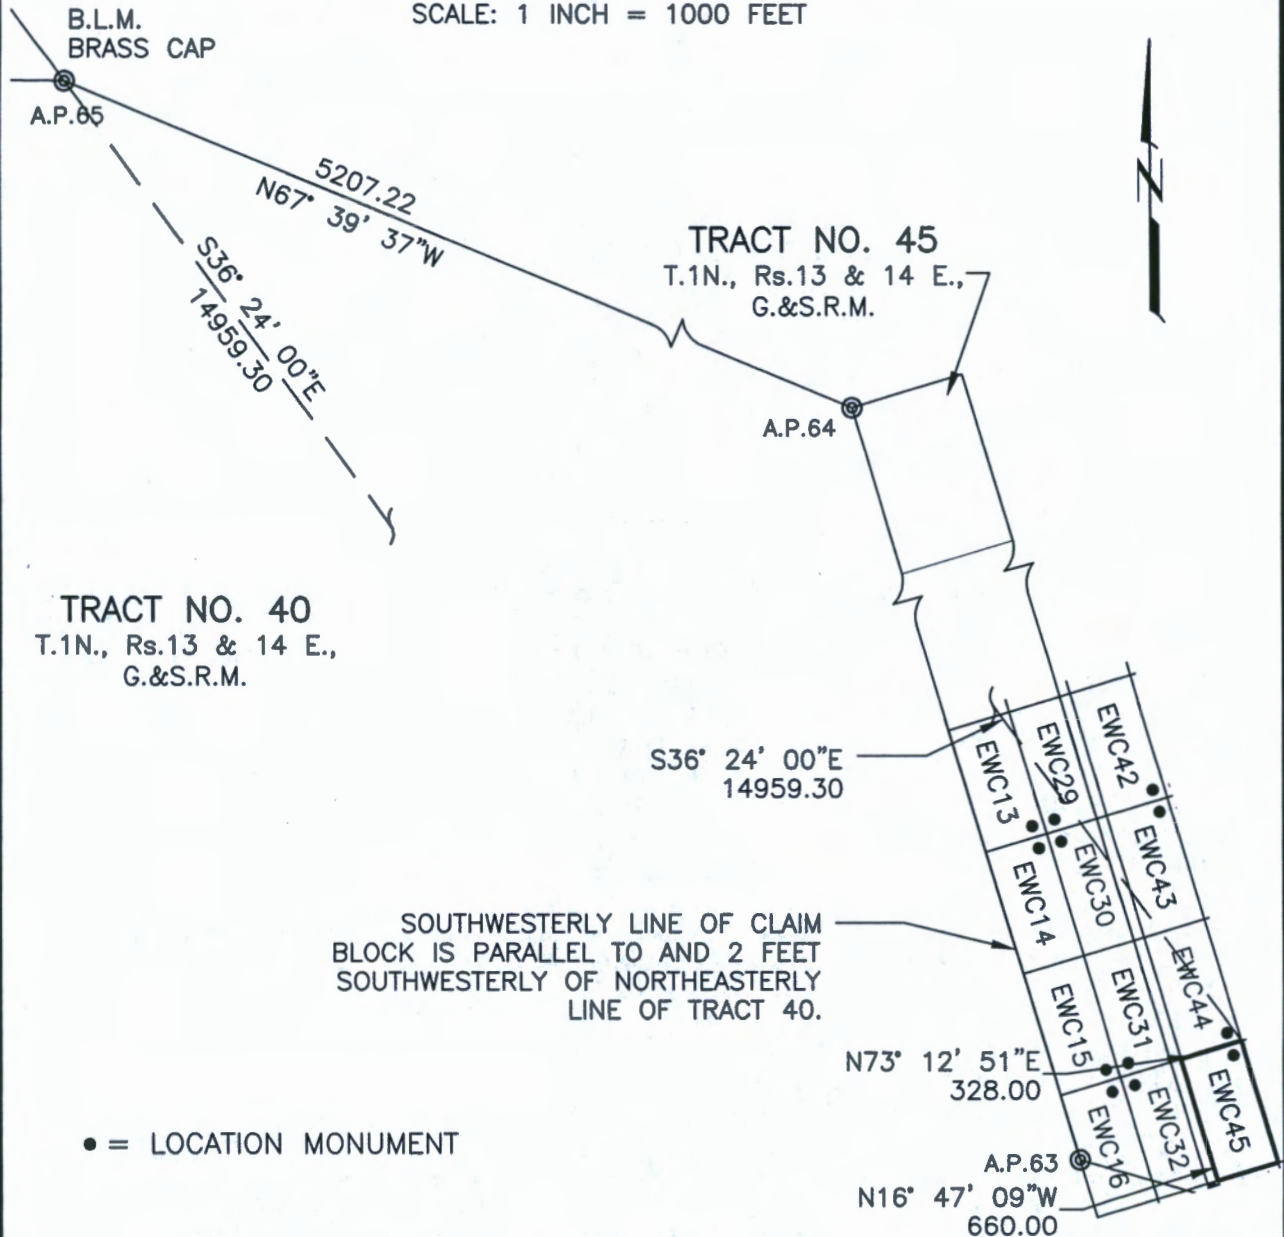 SCALE: 1 INCH = 1000 FEET
B.L.M.
BRASS CAP
A.P.65
5207.22
N67° 39' 37"W
S36° 24' 00"E
14959.30
TRACT NO. 45
T.1N., Rs.13 & 14 E.,
G.&S.R.M.
N
A.P.64
TRACT NO. 40
T.1N., Rs.13 & 14 E.,
G.&S.R.M.
S36° 24' 00"E
14959.30
EWC13
EWC29
EWC42
EWC14
EWC30
EWC43
SOUTHWESTERLY LINE OF CLAIM
BLOCK IS PARALLEL TO AND 2 FEET
SOUTHWESTERLY OF NORTHEASTERLY
LINE OF TRACT 40.
EWC15
EWC31
EWC44
N73° 12' 51"E
328.00
EWC16
EWC32
EWC45
● = LOCATION MONUMENT
A.P.63
N16° 47' 09"W
660.00